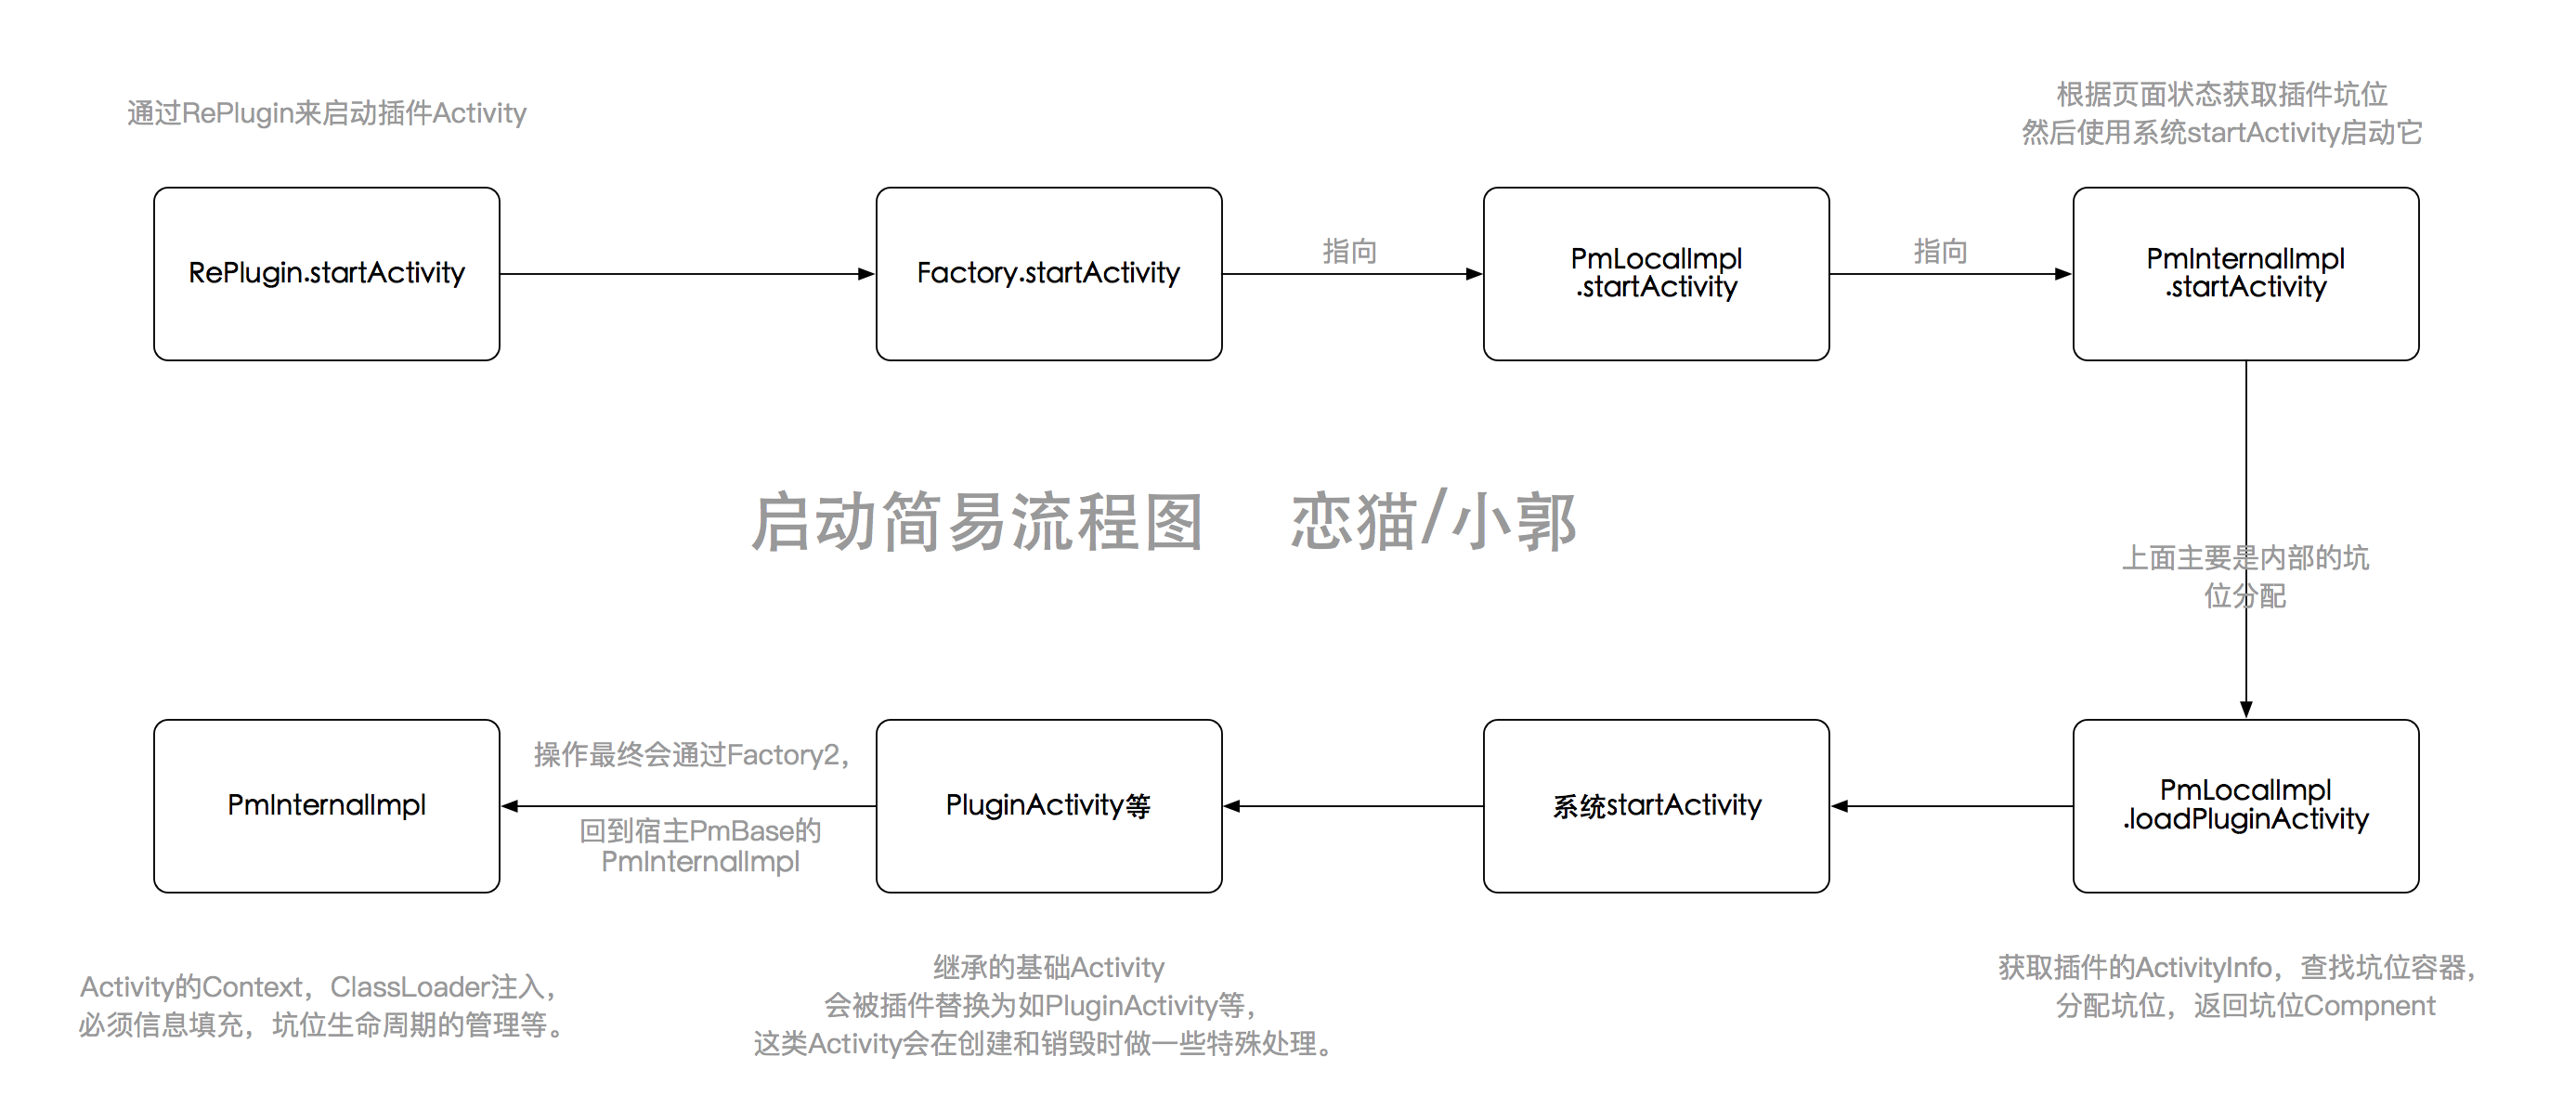 通过RePlugin来启动插件Activity
根据页面状态获取插件坑位
然后使用系统startActivity启动它
RePlugin.startActivity
Factory.startActivity
指向
PmLocalImpl
.startActivity
指向
PmInternalImpl
.startActivity
启动简易流程图 恋猫/小郭
上面主要是内部的坑
位分配
PmInternalImpl
操作最终会通过Factory2,
回到宿主PmBase的
PmInternalImpl
PluginActivity等
系统startActivity
PmLocalImpl
.loadPluginActivity
Activity的Context，ClassLoader注入，
必须信息填充，坑位生命周期的管理等。
继承的基础Activity
会被插件替换为如PluginActivity等，
这类Activity会在创建和销毁时做一些特殊处理。
获取插件的ActivityInfo，查找坑位容器，
分配坑位，返回坑位Compnent